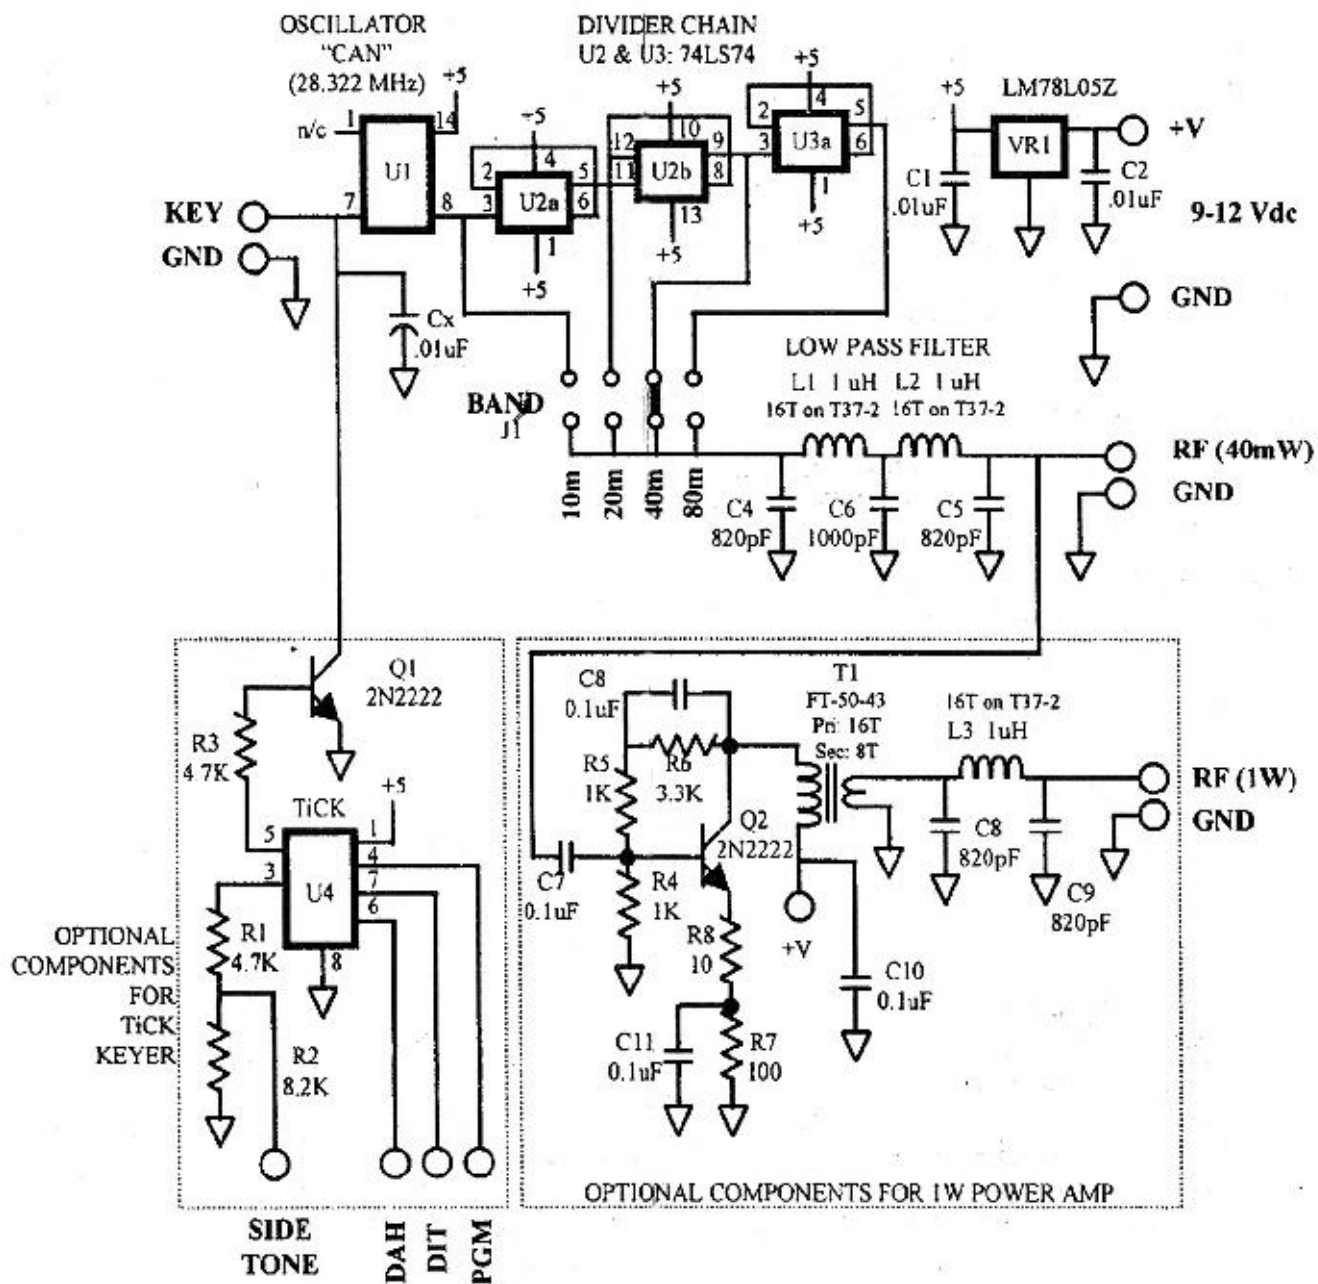 OSCILLATOR
"CAN"
(28.322 MHz)
DIVIDER CHAIN
U2 & U3: 74LS74
+5
n/c
1
14
U1
7
8
KEY
GND
+5
2
4
5
3
U2a
6
1
+5
+5
12
10
9
11
U2b
8
13
+5
+5
2
4
5
3
U3a
6
1
+5
+5
LM78L05Z
VR1
+V
C1
.01uF
C2
.01uF
9-12 Vdc
GND
Cx
.01uF
BAND
J1
10m
20m
40m
80m
LOW PASS FILTER
L1 1 uH L2 1 uH
16T on T37-2 16T on T37-2
RF (40mW)
GND
C4
820pF
C6
1000pF
C5
820pF
Q1
2N2222
R3
4.7K
TiCK
+5
5
1
3
4
7
6
U4
8
R1
4.7K
R2
8.2K
OPTIONAL
COMPONENTS
FOR
TiCK
KEYER
SIDE
TONE
DAH
DIT
PGM
C8
0.1uF
T1
FT-50-43
Pri: 16T
Sec: 8T
16T on T37-2
L3 1uH
R5
1K
R6
3.3K
Q2
2N2222
RF (1W)
GND
C7
0.1uF
R4
1K
C8
820pF
C9
820pF
R8
10
+V
C10
0.1uF
C11
0.1uF
R7
100
OPTIONAL COMPONENTS FOR 1W POWER AMP